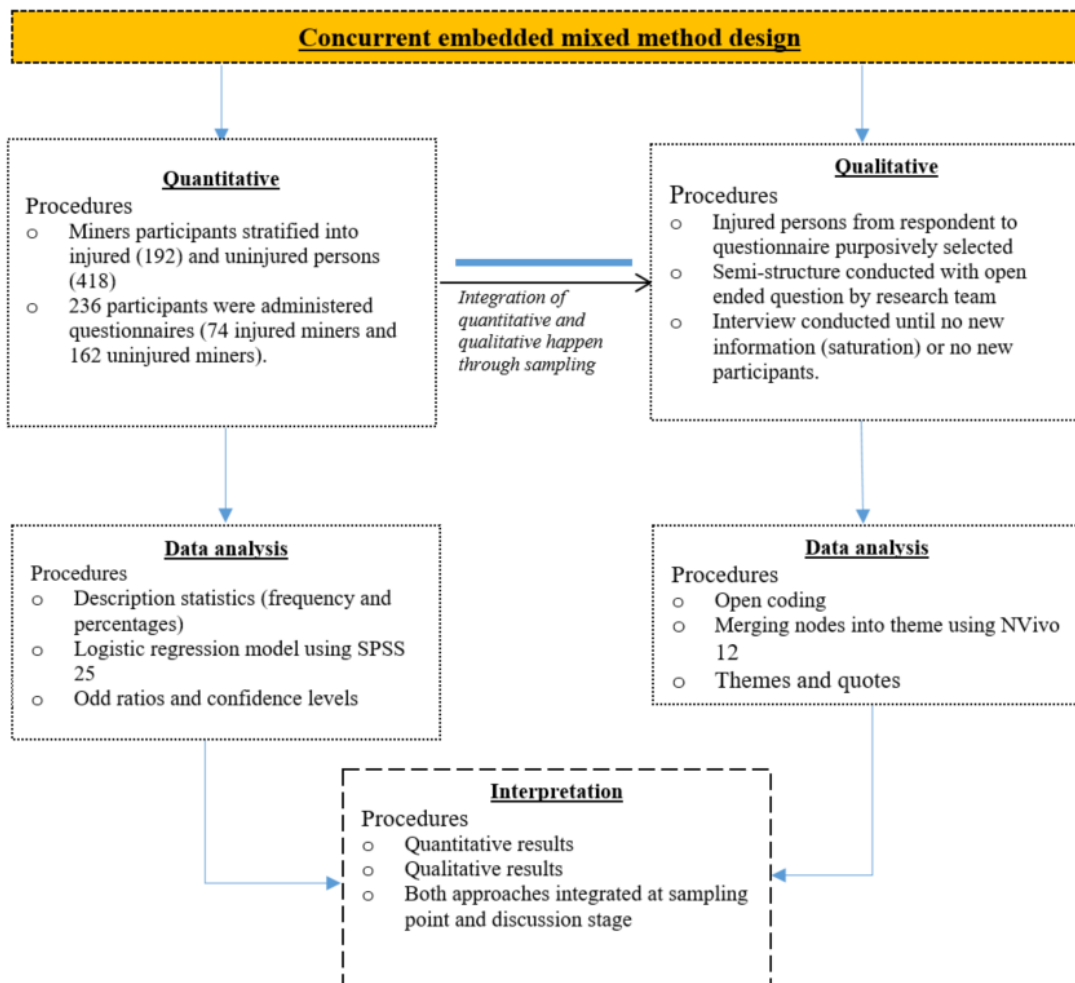 Concurrent embedded mixed method design
Quantitative
Procedures
o Miners participants stratified into
injured (192) and uninjured persons
(418)
o 236 participants were administered
questionnaires (74 injured miners and
162 uninjured miners).
Integration of
quantitative and
qualitative happen
through sampling
Qualitative
Procedures
o Injured persons from respondent to
questionnaire purposively selected
o Semi-structure conducted with open
ended question by research team
o Interview conducted until no new
information (saturation) or no new
participants.
Data analysis
Procedures
o Description statistics (frequency and
percentages)
o Logistic regression model using SPSS
25
o Odd ratios and confidence levels
Data analysis
Procedures
o Open coding
o Merging nodes into theme using NVivo
12
o Themes and quotes
Interpretation
Procedures
o Quantitative results
o Qualitative results
o Both approaches integrated at sampling
point and discussion stage